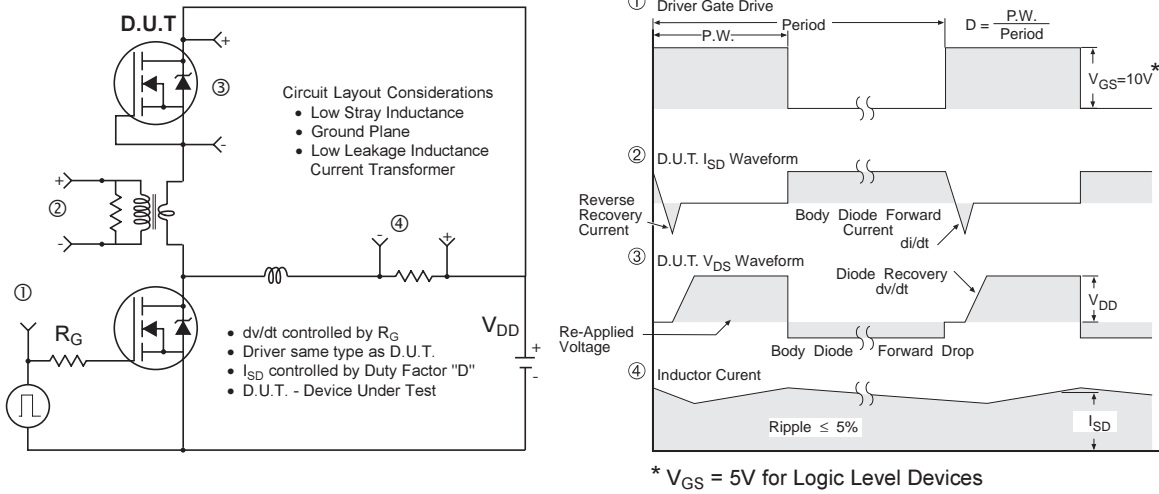 D.U.T
+
③
-
Circuit Layout Considerations
• Low Stray Inductance
• Ground Plane
• Low Leakage Inductance
Current Transformer
+
②
-
④
-
+
①
R_G
V_DD
+
-
• dv/dt controlled by R_G
• Driver same type as D.U.T.
• I_SD controlled by Duty Factor "D"
• D.U.T. - Device Under Test
① Driver Gate Drive
P.W.
Period
D = P.W. / Period
V_GS=10V *
② D.U.T. I_SD Waveform
Reverse
Recovery
Current
Body Diode Forward
Current
di/dt
③ D.U.T. V_DS Waveform
Diode Recovery
dv/dt
V_DD
Re-Applied
Voltage
Body Diode Forward Drop
④ Inductor Curent
Ripple ≤ 5%
I_SD
* V_GS = 5V for Logic Level Devices